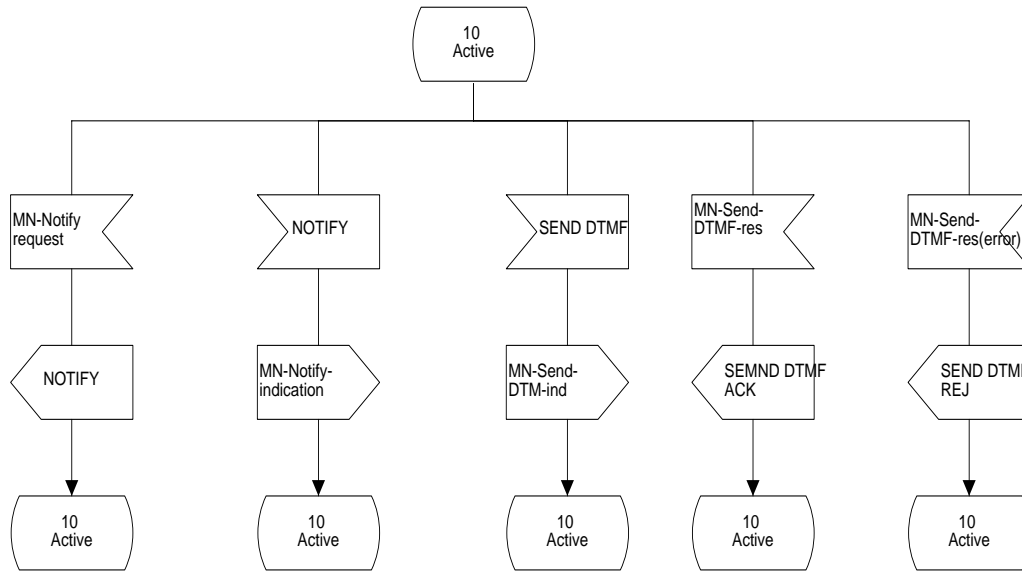 10
Active
MN-Notify
request
NOTIFY
SEND DTMF
MN-Send-
DTMF-res
MN-Send-
DTMF-res(error)
NOTIFY
MN-Notify-
indication
MN-Send-
DTM-ind
SEMND DTMF
ACK
SEND DTM
REJ
10
Active
10
Active
10
Active
10
Active
10
Active